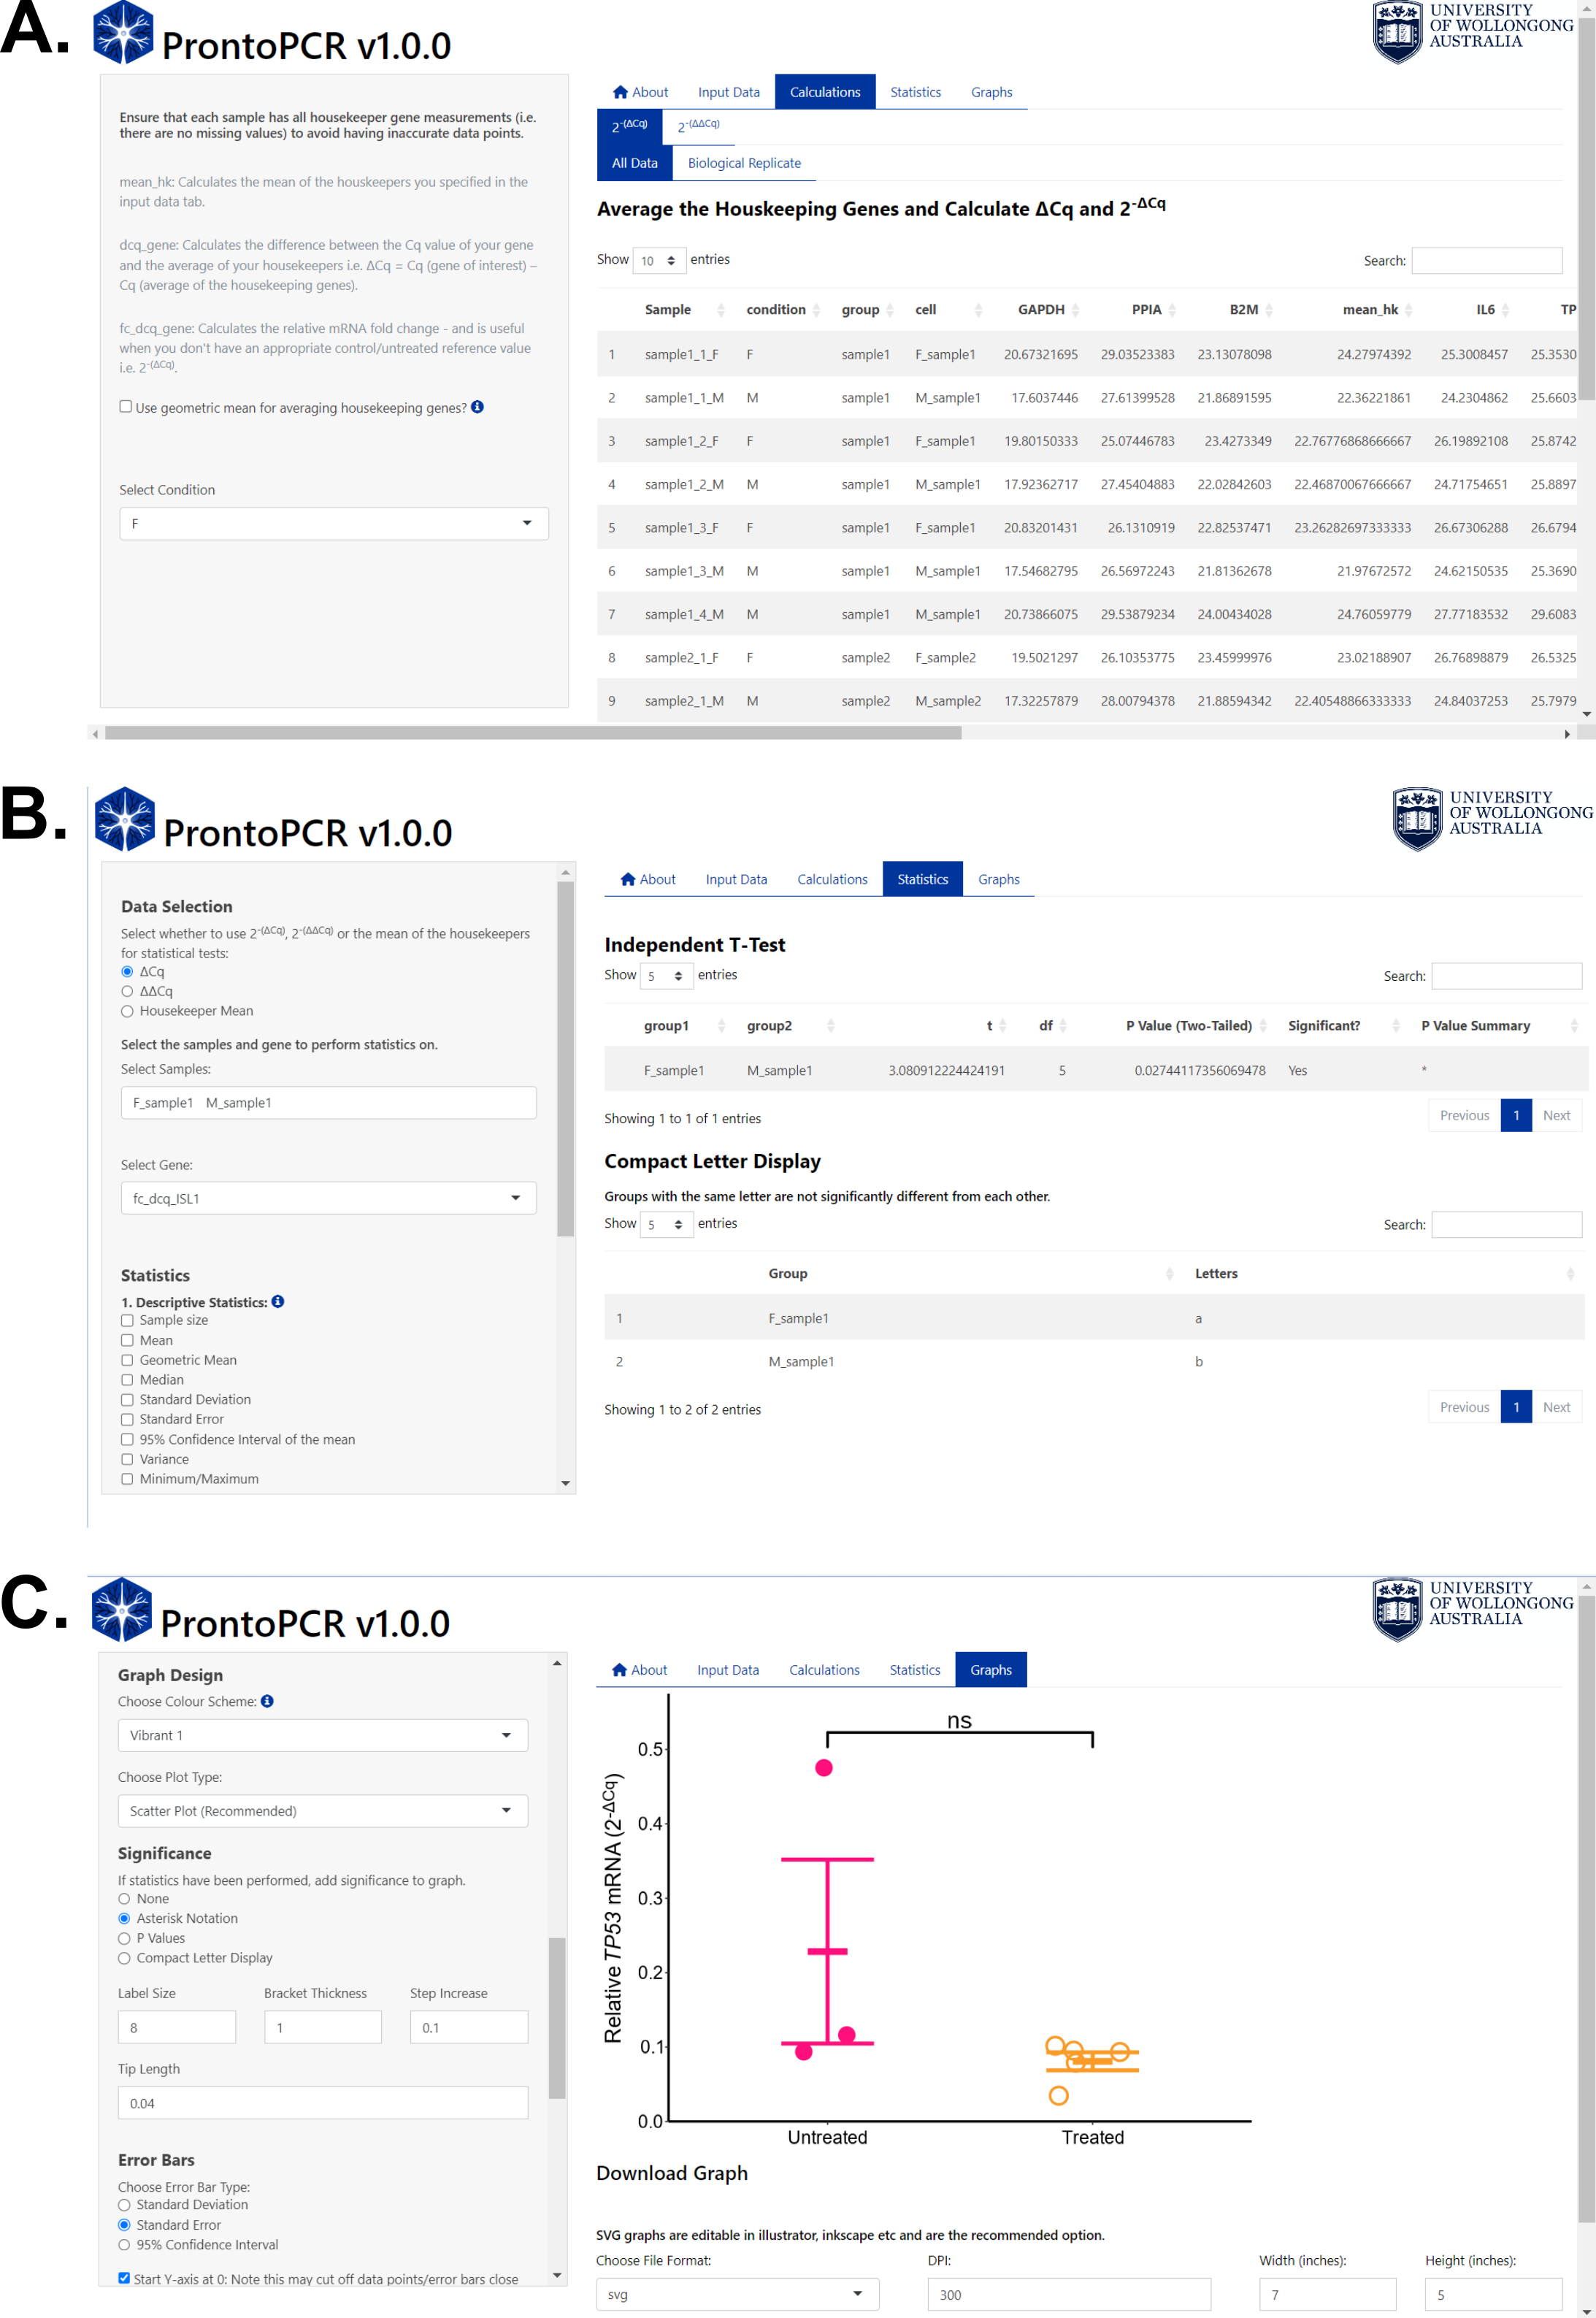 A.
ProntoPCR v1.0.0
UNIVERSITY
OF WOLLONGONG
AUSTRALIA
Ensure that each sample has all housekeeper gene measurements (i.e.
there are no missing values) to avoid having inaccurate data points.
mean_hk: Calculates the mean of the houskeepers you specified in the
input data tab.
dcq_gene: Calculates the difference between the Cq value of your gene
and the average of your housekeepers i.e. ΔCq = Cq (gene of interest) –
Cq (average of the housekeeping genes).
fc_dcq_gene: Calculates the relative mRNA fold change - and is useful
when you don't have an appropriate control/untreated reference value
i.e. 2-(ΔCq).
Use geometric mean for averaging housekeeping genes?
Select Condition
F
About Input Data Calculations Statistics Graphs
2-(ΔCq) 2-(ΔΔCq)
All Data Biological Replicate
Average the Houskeeping Genes and Calculate ΔCq and 2-ΔCq
Show 10 entries Search:
Sample condition group cell GAPDH PPIA B2M mean_hk IL6 TP
1 sample1_1_F F sample1 F_sample1 20.67321695 29.03523383 23.13078098 24.27974392 25.3008457 25.3530
2 sample1_1_M M sample1 M_sample1 17.6037446 27.61399528 21.86891595 22.36221861 24.2304862 25.6603
3 sample1_2_F F sample1 F_sample1 19.80150333 25.07446783 23.4273349 22.76776868666667 26.19892108 25.8742
4 sample1_2_M M sample1 M_sample1 17.92362717 27.45404883 22.02842603 22.46870067666667 24.71754651 25.8897
5 sample1_3_F F sample1 F_sample1 20.83201431 26.1310919 22.82537471 23.26282697333333 26.67306288 26.6794
6 sample1_3_M M sample1 M_sample1 17.54682795 26.56972243 21.81362678 21.97672572 24.62150535 25.3690
7 sample1_4_M M sample1 M_sample1 20.73866075 29.53879234 24.00434028 24.76059779 27.77183532 29.6083
8 sample2_1_F F sample2 F_sample2 19.5021297 26.10353775 23.45999976 23.02188907 26.76898879 26.5325
9 sample2_1_M M sample2 M_sample2 17.32257879 28.00794378 21.88594342 22.40548866333333 24.84037253 25.7979
B.
ProntoPCR v1.0.0
UNIVERSITY
OF WOLLONGONG
AUSTRALIA
Data Selection
Select whether to use 2-(ΔCq), 2-(ΔΔCq) or the mean of the housekeepers
for statistical tests:
ΔCq
ΔΔCq
Housekeeper Mean
Select the samples and gene to perform statistics on.
Select Samples:
F_sample1 M_sample1
Select Gene:
fc_dcq_ISL1
Statistics
1. Descriptive Statistics:
Sample size
Mean
Geometric Mean
Median
Standard Deviation
Standard Error
95% Confidence Interval of the mean
Variance
Minimum/Maximum
About Input Data Calculations Statistics Graphs
Independent T-Test
Show 5 entries Search:
group1 group2 t df P Value (Two-Tailed) Significant? P Value Summary
F_sample1 M_sample1 3.080912224424191 5 0.02744117356069478 Yes *
Showing 1 to 1 of 1 entries Previous 1 Next
Compact Letter Display
Groups with the same letter are not significantly different from each other.
Show 5 entries Search:
Group Letters
1 F_sample1 a
2 M_sample1 b
Showing 1 to 2 of 2 entries Previous 1 Next
C.
ProntoPCR v1.0.0
UNIVERSITY
OF WOLLONGONG
AUSTRALIA
Graph Design
Choose Colour Scheme:
Vibrant 1
Choose Plot Type:
Scatter Plot (Recommended)
Significance
If statistics have been performed, add significance to graph.
None
Asterisk Notation
P Values
Compact Letter Display
Label Size Bracket Thickness Step Increase
8 1 0.1
Tip Length
0.04
Error Bars
Choose Error Bar Type:
Standard Deviation
Standard Error
95% Confidence Interval
Start Y-axis at 0: Note this may cut off data points/error bars close
About Input Data Calculations Statistics Graphs
ns
0.5
0.4
0.3
0.2
0.1
0.0
Relative TP53 mRNA (2-ΔCq)
Untreated Treated
Download Graph
SVG graphs are editable in illustrator, inkscape etc and are the recommended option.
Choose File Format: DPI: Width (inches): Height (inches):
svg 300 7 5